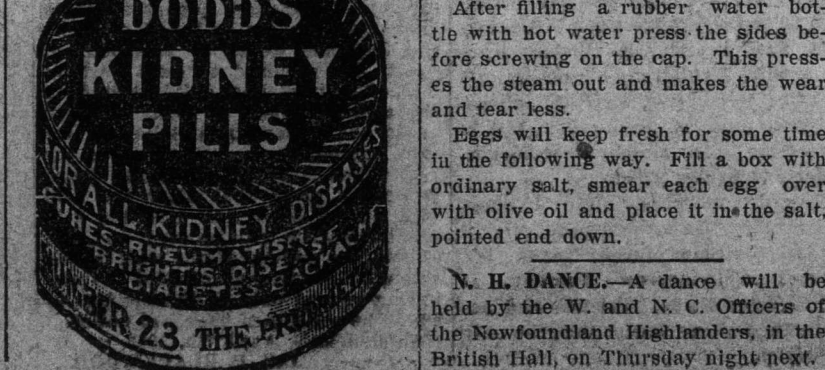 DODD'S
KIDNEY
PILLS
FOR ALL KIDNEY DISEASES
CURES RHEUMATISM
BRIGHT'S DISEASE
DIABETES BACKACHE
23 THE
After filling a rubber water bot-
tle with hot water press the sides be-
fore screwing on the cap. This press-
es the steam out and makes the wear
and tear less.
Eggs will keep fresh for some time
in the following way. Fill a box with
ordinary salt, smear each egg over
with olive oil and place it in the salt,
pointed end down.
N. H. DANCE.—A dance will be
held by the W. and N. C. Officers of
the Newfoundland Highlanders, in the
British Hall, on Thursday night next.